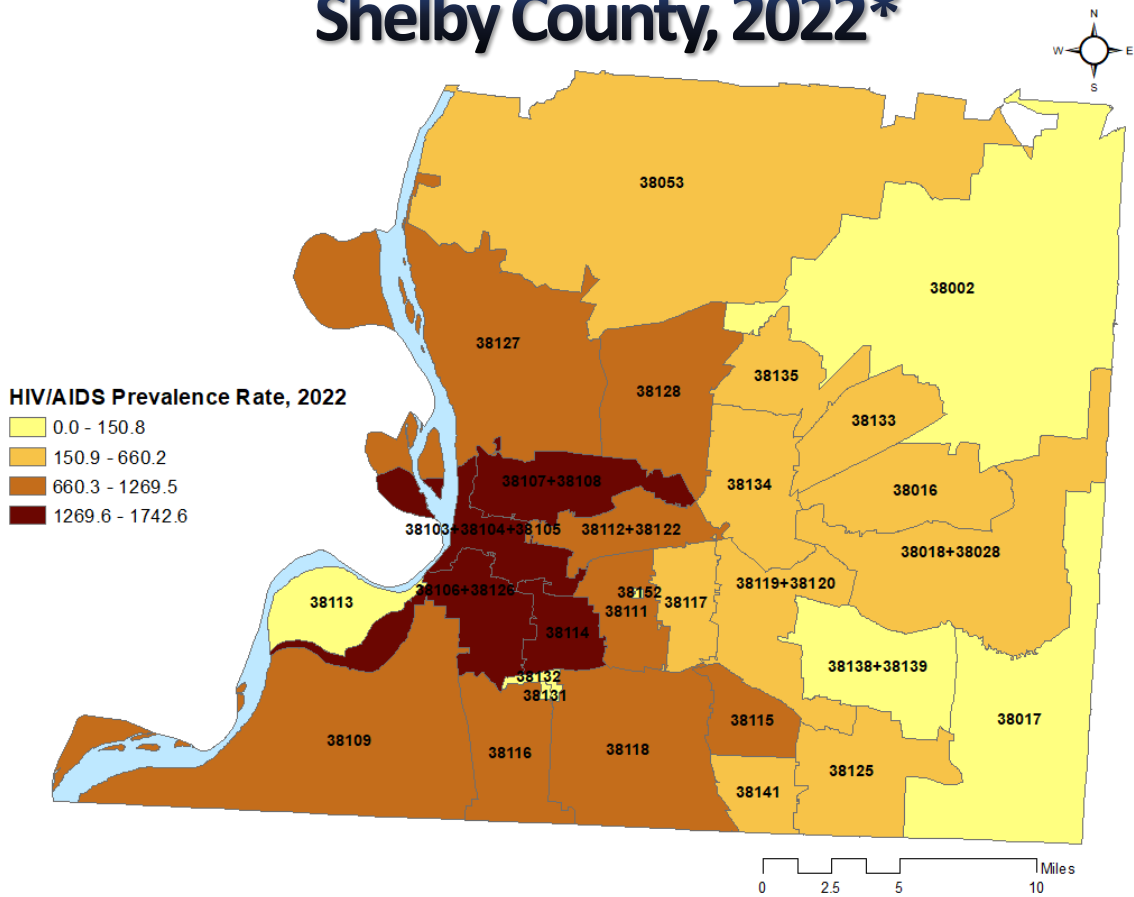 Shelby County, 2022*
N
W E
S
38053
38002
38127
38135
38128
HIV/AIDS Prevalence Rate, 2022
0.0 - 150.8
150.9 - 660.2
660.3 - 1269.5
1269.6 - 1742.6
38133
38107+38108
38134
38016
38103+38104+38105
38112+38122
38018+38028
38106+38126
38119+38120
38152
38113
38117
38111
38114
38138+38139
38132
38131
38017
38115
38109
38116
38118
38125
38141
Miles
0 2.5 5 10